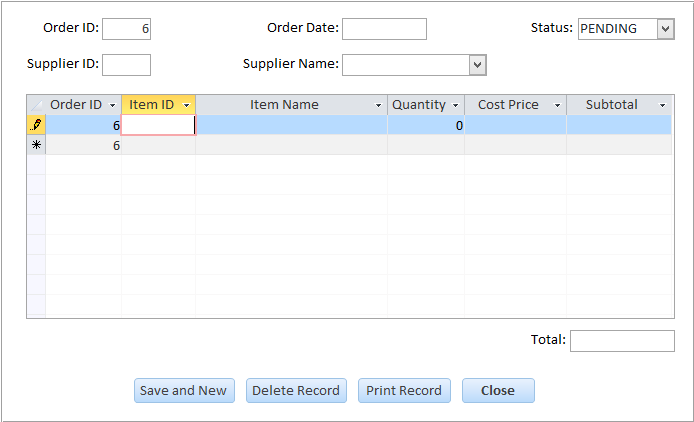 Order ID: 6 Order Date: Status: PENDING
Supplier ID: Supplier Name:
Order ID Item ID Item Name Quantity Cost Price Subtotal
6 0
6
Total:
Save and New Delete Record Print Record Close